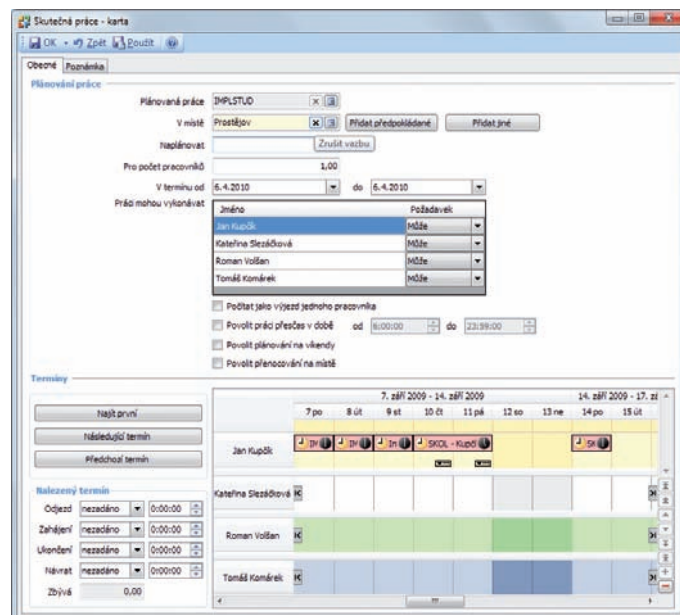 Skutečná práce - karta
OK Zpět Použít
Obecné Poznámka
Plánování práce
Plánovaná práce IMPLSTUD
V místě Prostějov Přidat předpokládané Přidat jiné
Naplánovat Zrušit vazbu
Pro počet pracovníků 1,00
V termínu od 6.4.2010 do 6.4.2010
Práci mohou vykonávat
Jméno Požadavek
Jan Kupčík Může
Kateřina Slezáčková Může
Roman Volšan Může
Tomáš Komárek Může
Počítat jako výjezd jednoho pracovníka
Povolit práci přesčas v době od 6:00:00 do 23:59:00
Povolit plánování na víkendy
Povolit přenocování na místě
Termíny
Najít první
Následující termín
Předchozí termín
7. září 2009 - 14. září 2009 14. září 2009 - 17. zá
7 po 8 út 9 st 10 čt 11 pá 12 so 13 ne 14 po 15 út
Jan Kupčík SKOL - Kupčí
Kateřina Slezáčková
Roman Volšan
Tomáš Komárek
Nalezený termín
Odjezd nezadáno 0:00:00
Zahájení nezadáno 0:00:00
Ukončení nezadáno 0:00:00
Návrat nezadáno 0:00:00
Zbývá 0,00